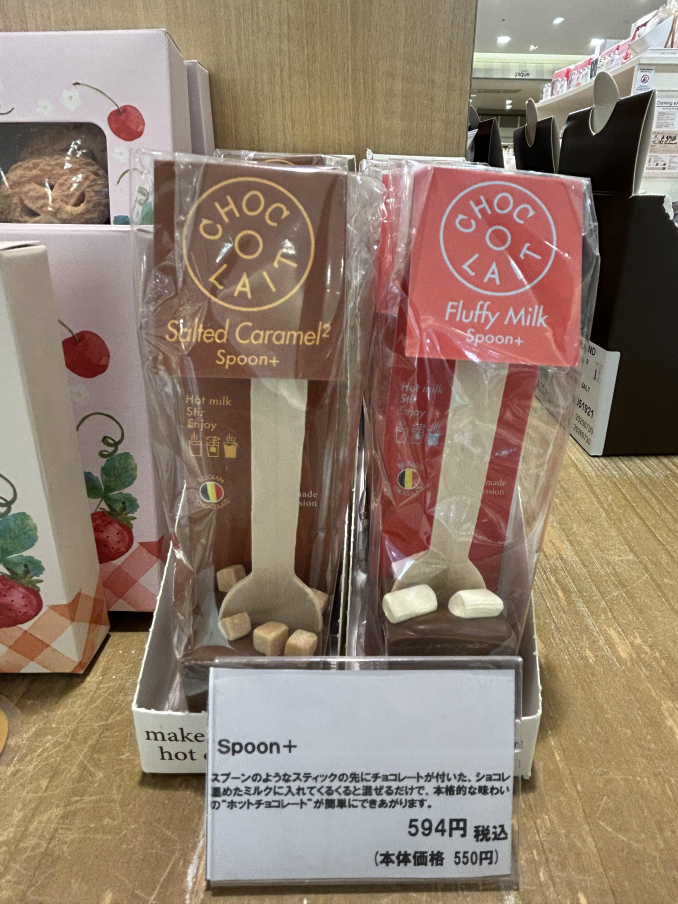 pique
CHOC
O
LAIT
Salted Caramel²
Spoon+
Hot milk
Stir
Enjoy
CHOC
O
LAIT
Fluffy Milk
Spoon+
Hot milk
Stir
Enjoy
make
hot
Spoon+
スプーンのようなスティックの先にチョコレートが付いた、ショコレ
温めたミルクに入れてくるくると混ぜるだけで、本格的な味わい
の"ホットチョコレート"が簡単にできあがります。
594円 税込
(本体価格 550円)